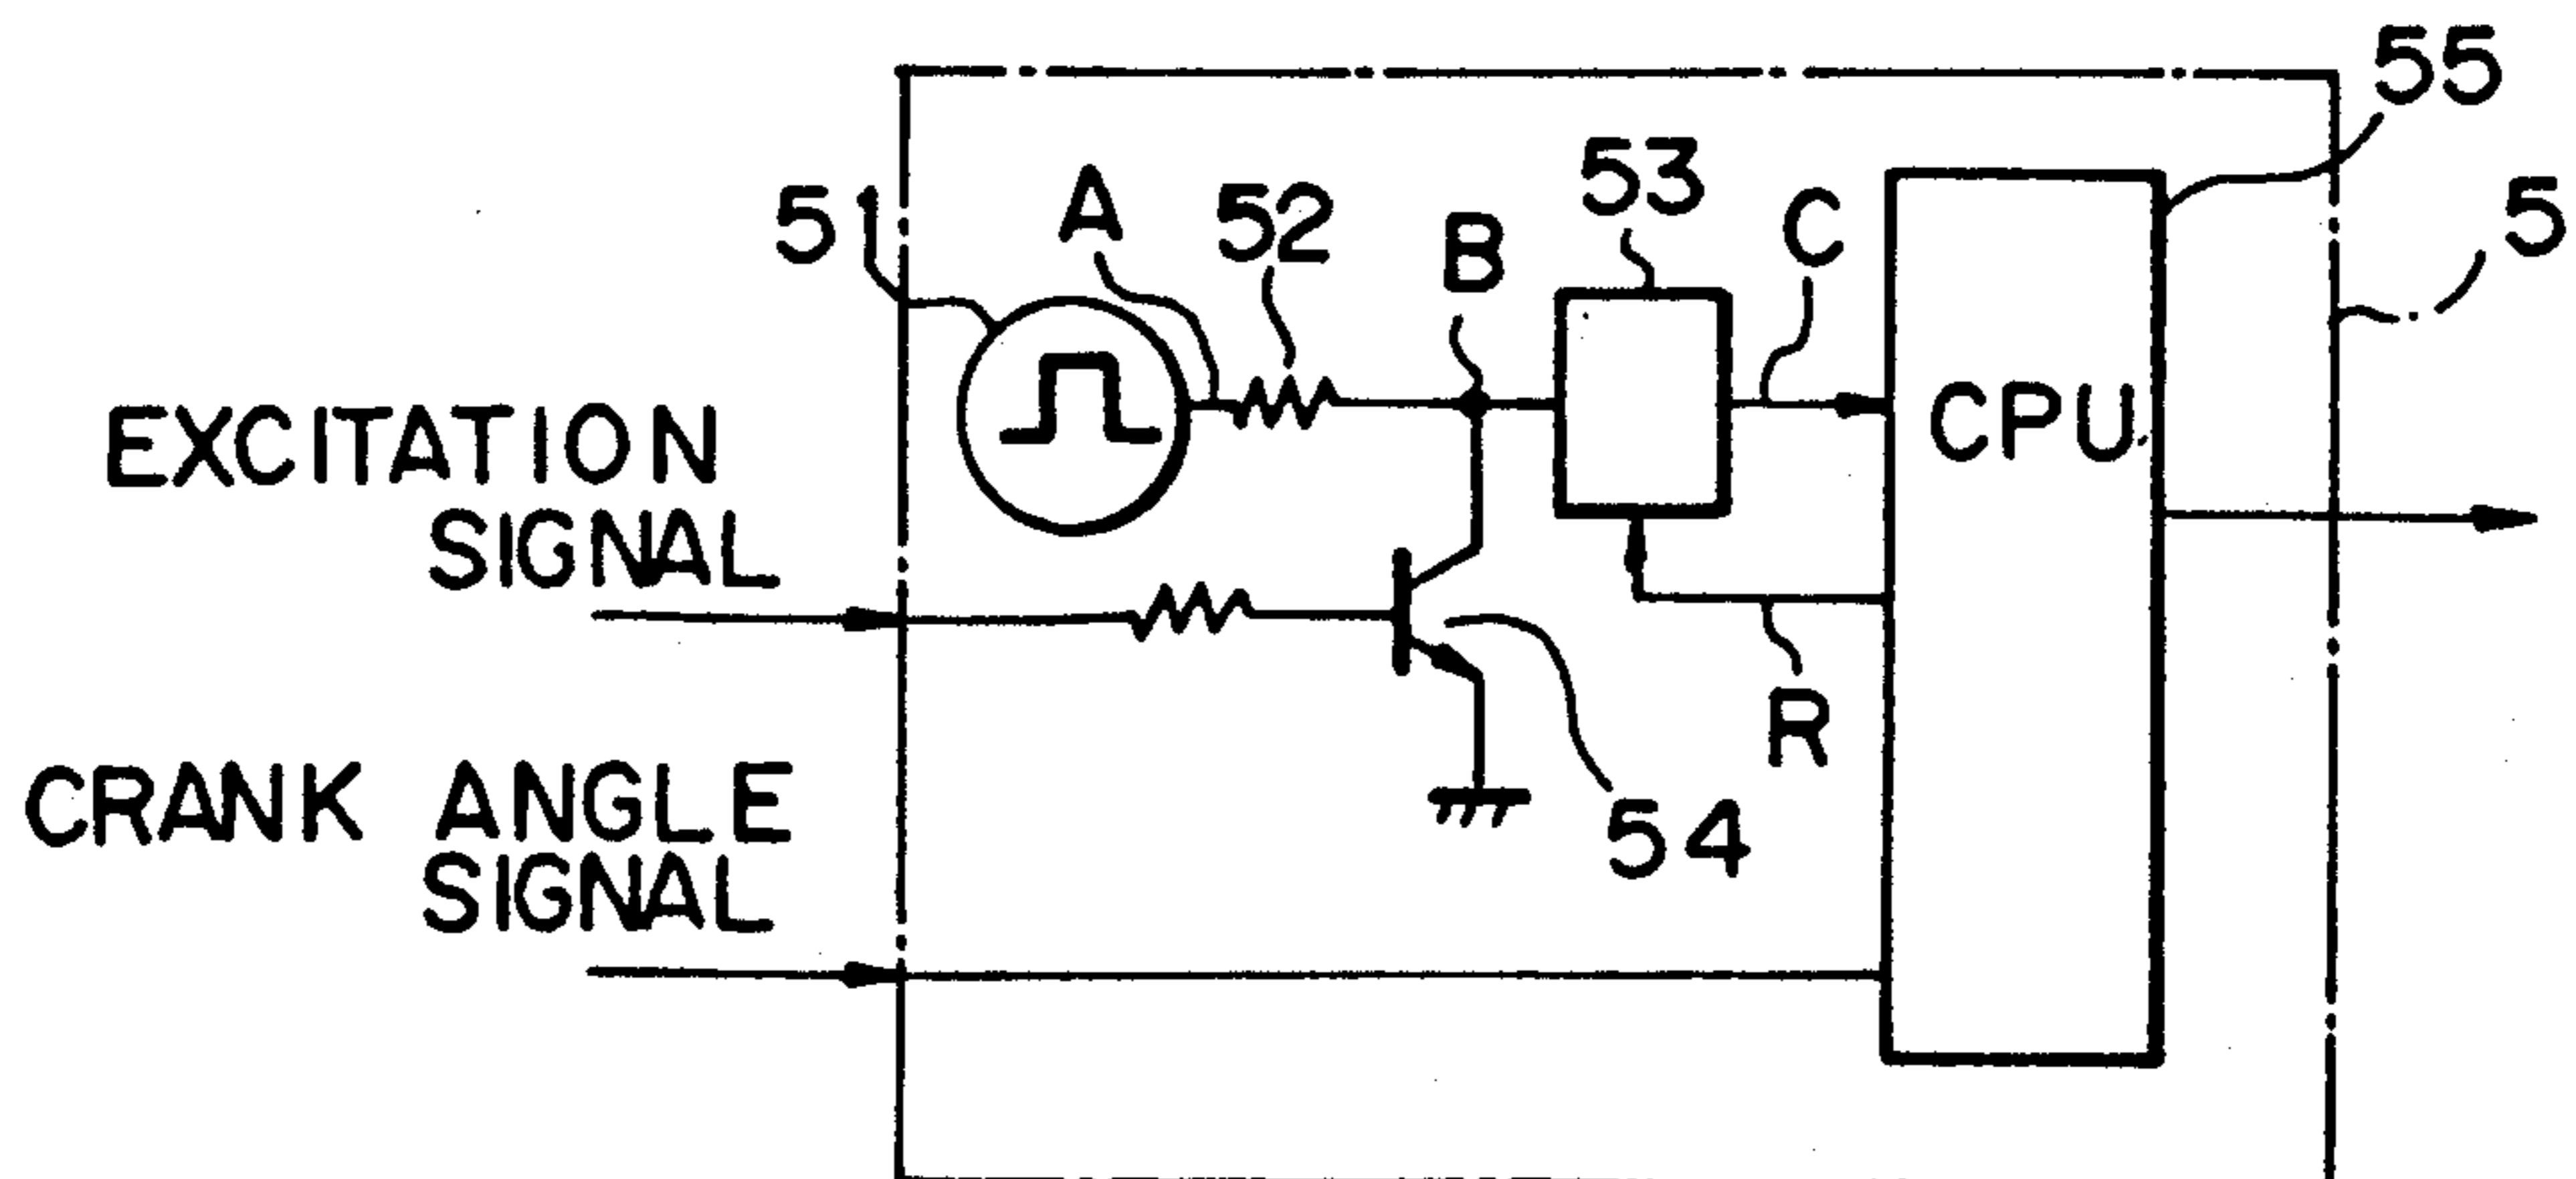 55
5
51
A
52
B
53
C
CPU
EXCITATION
SIGNAL
R
54
CRANK ANGLE
SIGNAL